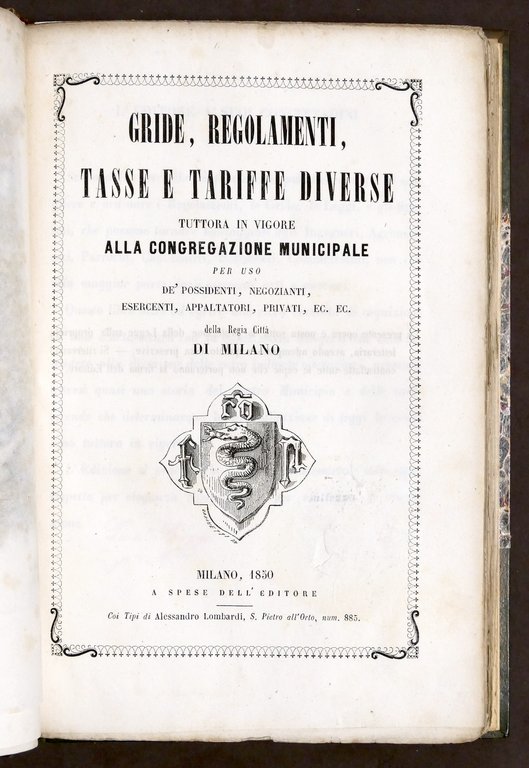 GRIDE, REGOLAMENTI,
TASSE E TARIFFE DIVERSE
TUTTORA IN VIGORE
ALLA CONGREGAZIONE MUNICIPALE
PER USO
DE' POSSIDENTI, NEGOZIANTI,
ESERCENTI, APPALTATORI, PRIVATI, EC. EC.
della Regia Città
DI MILANO
MILANO, 1850
A SPESE DELL'EDITORE
Coi Tipi di Alessandro Lombardi, S. Pietro all'Orto, num. 885.